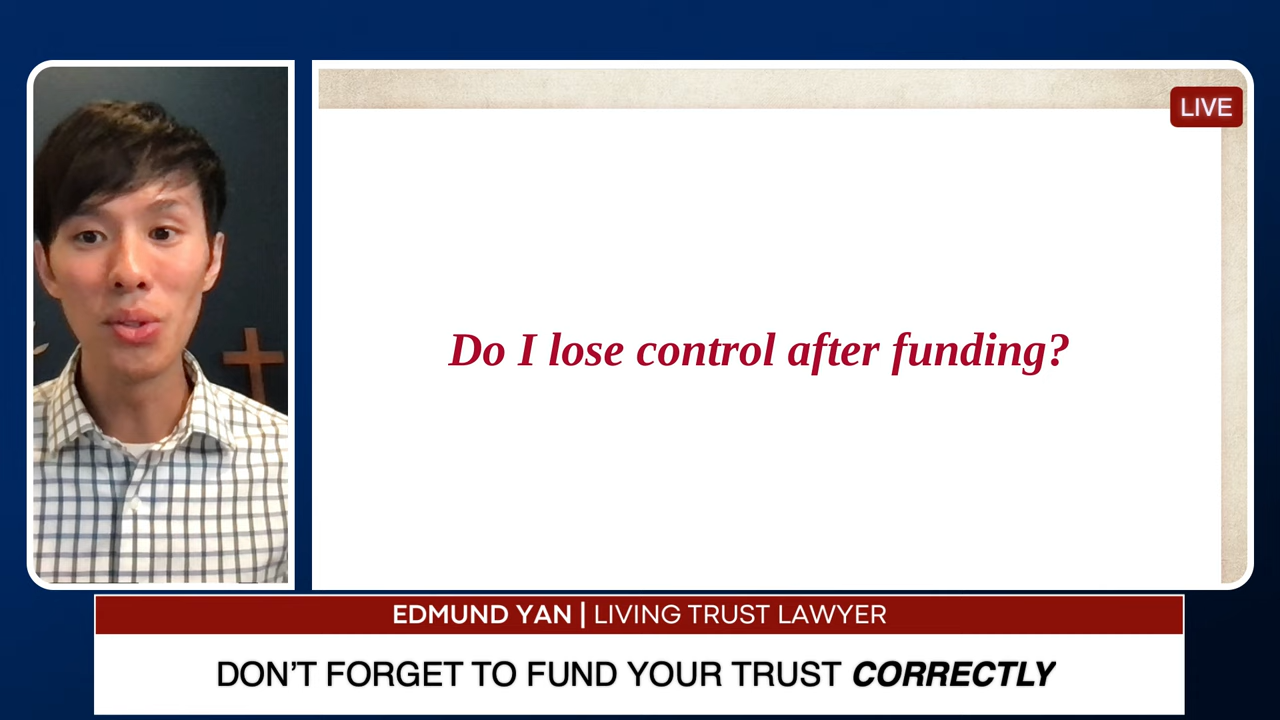 LIVE
Do I lose control after funding?
EDMUND YAN | LIVING TRUST LAWYER
DON'T FORGET TO FUND YOUR TRUST CORRECTLY